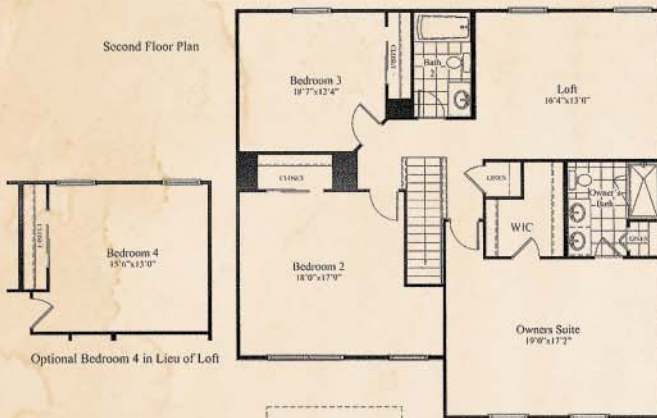 Second Floor Plan
Bedroom 3
18'7"x12'4"
CLOSET
Bath
2
Loft
16'4"x13'0"
CLOSET
LINEN
Owner's
Bath
WIC
LINEN
CLOSET
Bedroom 4
15'6"x13'0"
Bedroom 2
18'0"x17'9"
Owners Suite
19'0"x17'2"
Optional Bedroom 4 in Lieu of Loft